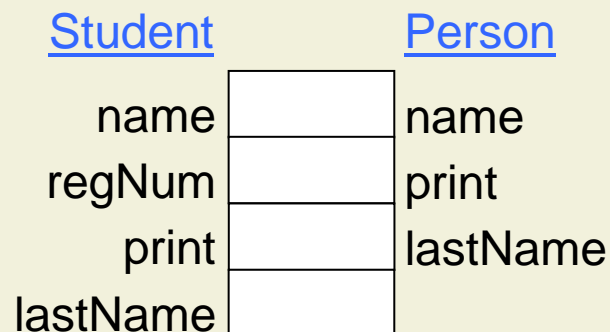 Student Person
name name
regNum print
print lastName
lastName